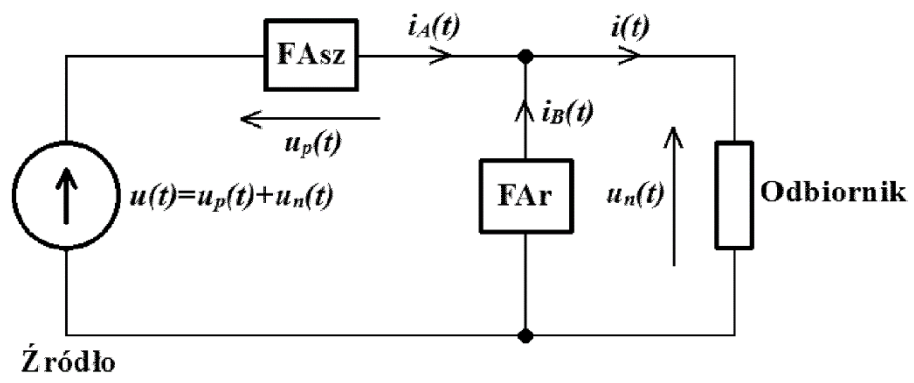 FAsz
i_A(t)
i(t)
u_p(t)
i_B(t)
u(t)=u_p(t)+u_n(t)
FAr
u_n(t)
Odbiornik
Źródło